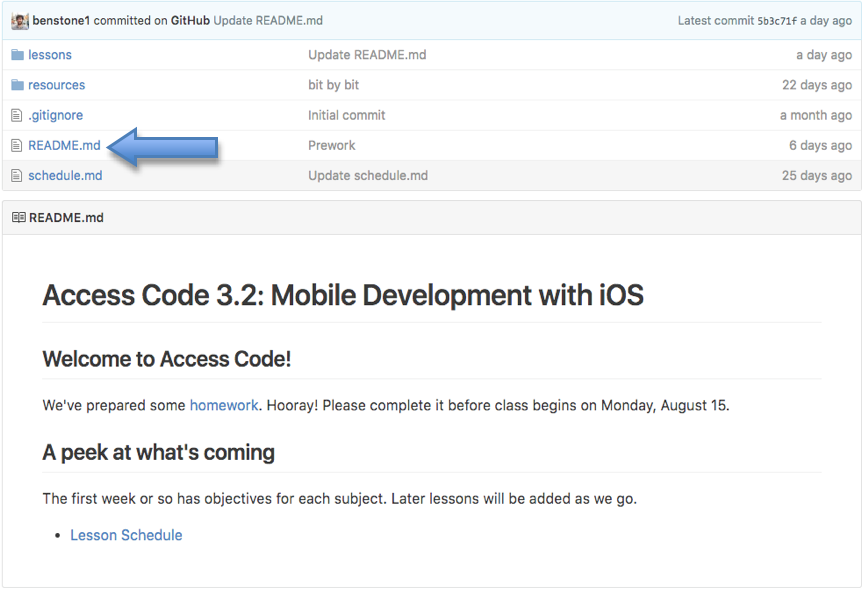 benstone1 committed on GitHub Update README.md Latest commit 5b3c71f a day ago
lessons Update README.md a day ago
resources bit by bit 22 days ago
.gitignore Initial commit a month ago
README.md Prework 6 days ago
schedule.md Update schedule.md 25 days ago
README.md
Access Code 3.2: Mobile Development with iOS
Welcome to Access Code!
We've prepared some homework. Hooray! Please complete it before class begins on Monday, August 15.
A peek at what's coming
The first week or so has objectives for each subject. Later lessons will be added as we go.
• Lesson Schedule